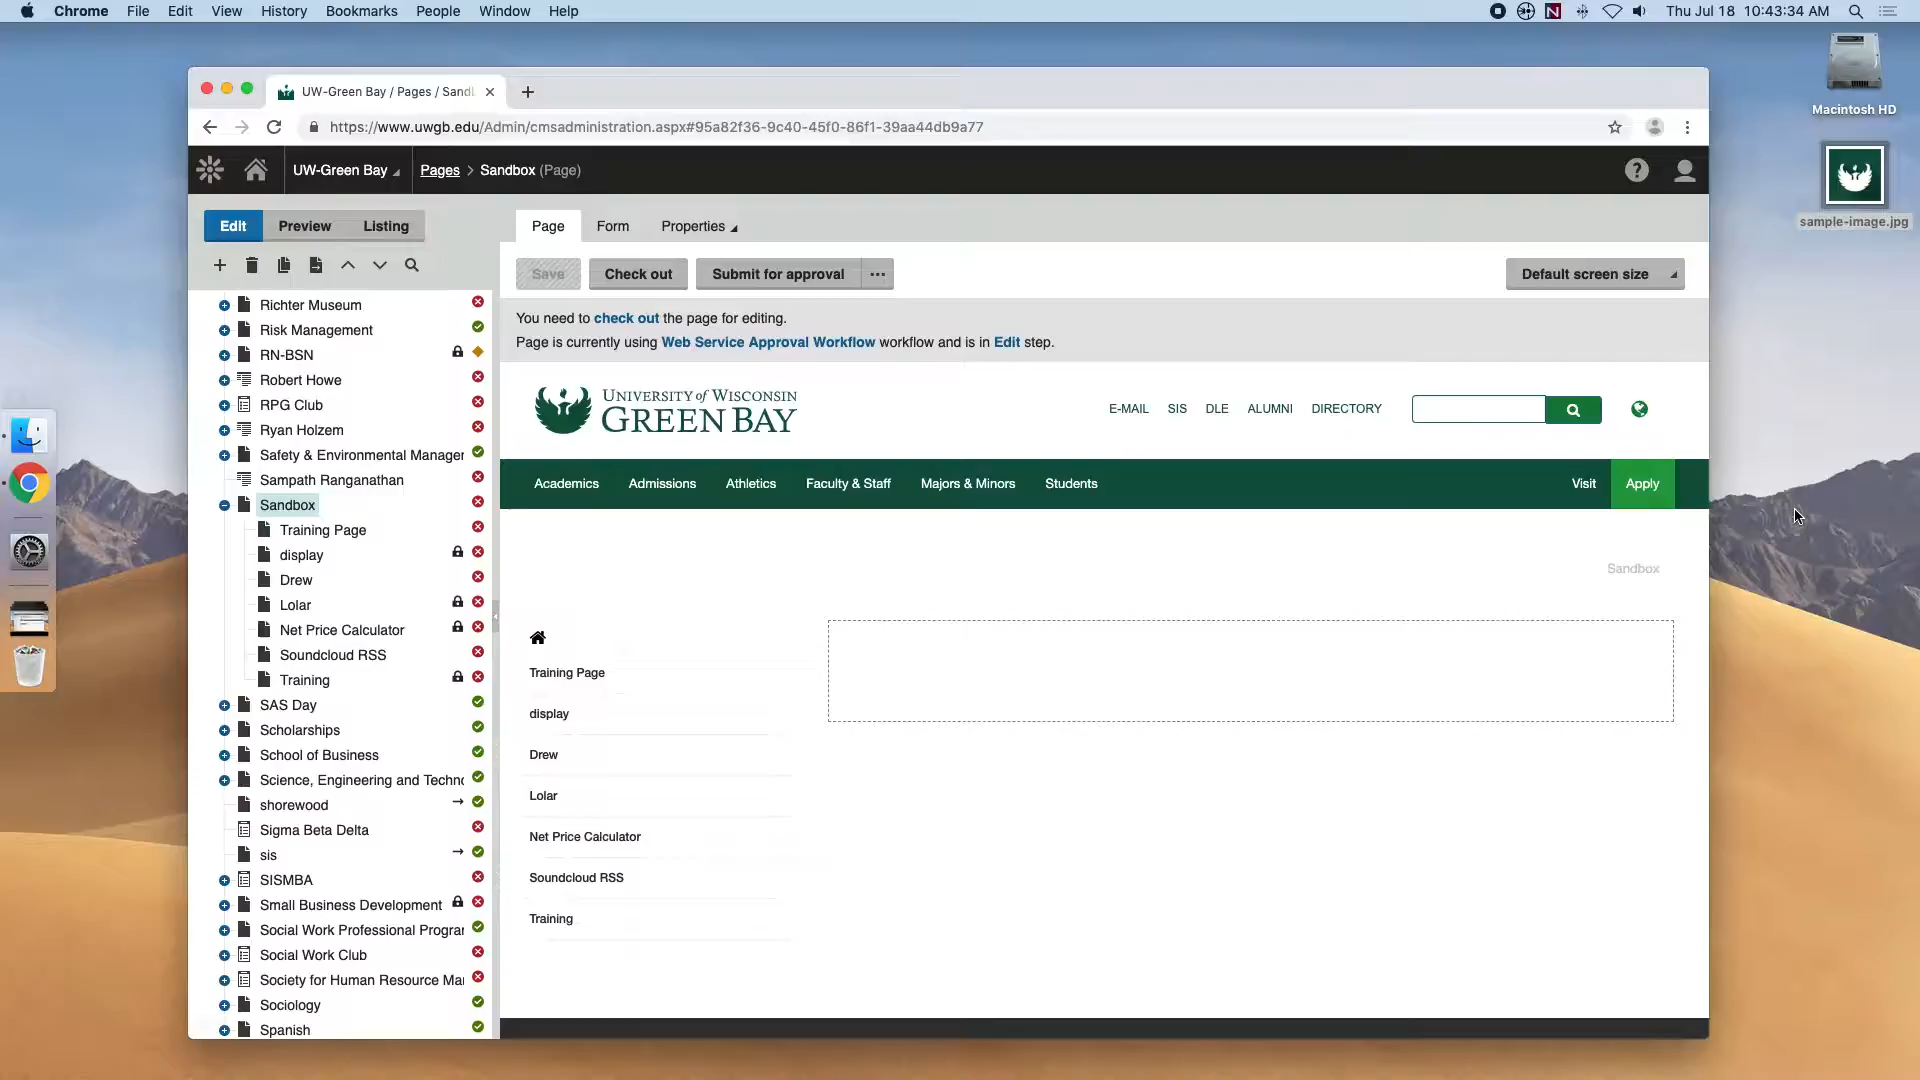 Chrome File Edit View History Bookmarks People Window Help
Thu Jul 18 10:43:34 AM
Macintosh HD
sample-image.jpg
UW-Green Bay / Pages / Sand
https://www.uwgb.edu/Admin/cmsadministration.aspx#95a82f36-9c40-45f0-86f1-39aa44db9a77
UW-Green Bay
Pages > Sandbox (Page)
Edit Preview Listing
Page Form Properties
Save Check out Submit for approval ...
Default screen size
You need to check out the page for editing.
Page is currently using Web Service Approval Workflow workflow and is in Edit step.
Richter Museum
Risk Management
RN-BSN
Robert Howe
RPG Club
Ryan Holzem
Safety & Environmental Manager
Sampath Ranganathan
Sandbox
Training Page
display
Drew
Lolar
Net Price Calculator
Soundcloud RSS
Training
SAS Day
Scholarships
School of Business
Science, Engineering and Techno
shorewood
Sigma Beta Delta
sis
SISMBA
Small Business Development
Social Work Professional Progra
Social Work Club
Society for Human Resource Ma
Sociology
Spanish
UNIVERSITY of WISCONSIN
GREEN BAY
E-MAIL SIS DLE ALUMNI DIRECTORY
Academics Admissions Athletics Faculty & Staff Majors & Minors Students Visit Apply
Sandbox
Training Page
display
Drew
Lolar
Net Price Calculator
Soundcloud RSS
Training